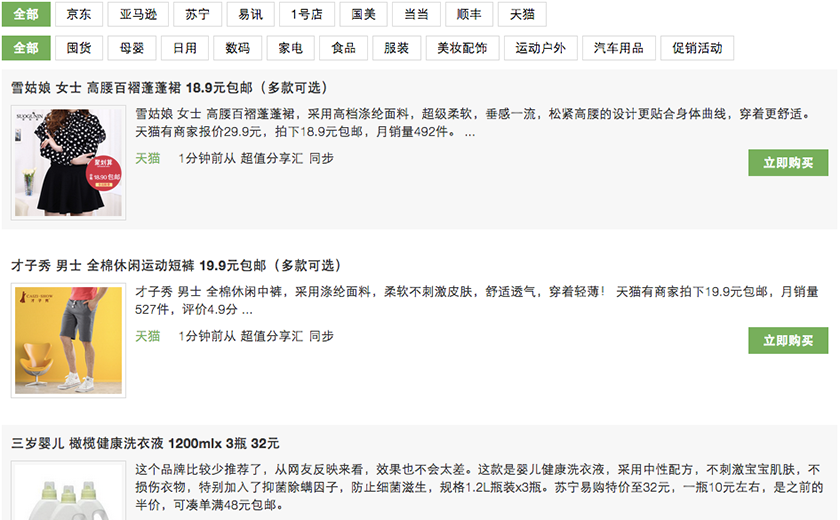 全部 京东 亚马逊 苏宁 易讯 1号店 国美 当当 顺丰 天猫
全部 囤货 母婴 日用 数码 家电 食品 服装 美妆配饰 运动户外 汽车用品 促销活动
雪姑娘 女士 高腰百褶蓬蓬裙 18.9元包邮（多款可选）
雪姑娘 女士 高腰百褶蓬蓬裙，采用高档涤纶面料，超级柔软，垂感一流，松紧高腰的设计更贴合身体曲线，穿着更舒适。
天猫有商家报价29.9元，拍下18.9元包邮，月销量492件。 ...
聚划算
18.90包邮
天猫 1分钟前从 超值分享汇 同步
立即购买
才子秀 男士 全棉休闲运动短裤 19.9元包邮（多款可选）
才子秀
才子秀 男士 全棉休闲中裤，采用涤纶面料，柔软不刺激皮肤，舒适透气，穿着轻薄！ 天猫有商家拍下19.9元包邮，月销量
527件，评价4.9分 ...
天猫 1分钟前从 超值分享汇 同步
立即购买
三岁婴儿 橄榄健康洗衣液 1200mlx 3瓶 32元
这个品牌比较少推荐了，从网友反映来看，效果也不会太差。这款是婴儿健康洗衣液，采用中性配方，不刺激宝宝肌肤，不
损伤衣物，特别加入了抑菌除螨因子，防止细菌滋生，规格1.2L瓶装x3瓶。苏宁易购特价至32元，一瓶10元左右，是之前的
半价，可凑单满48元包邮。